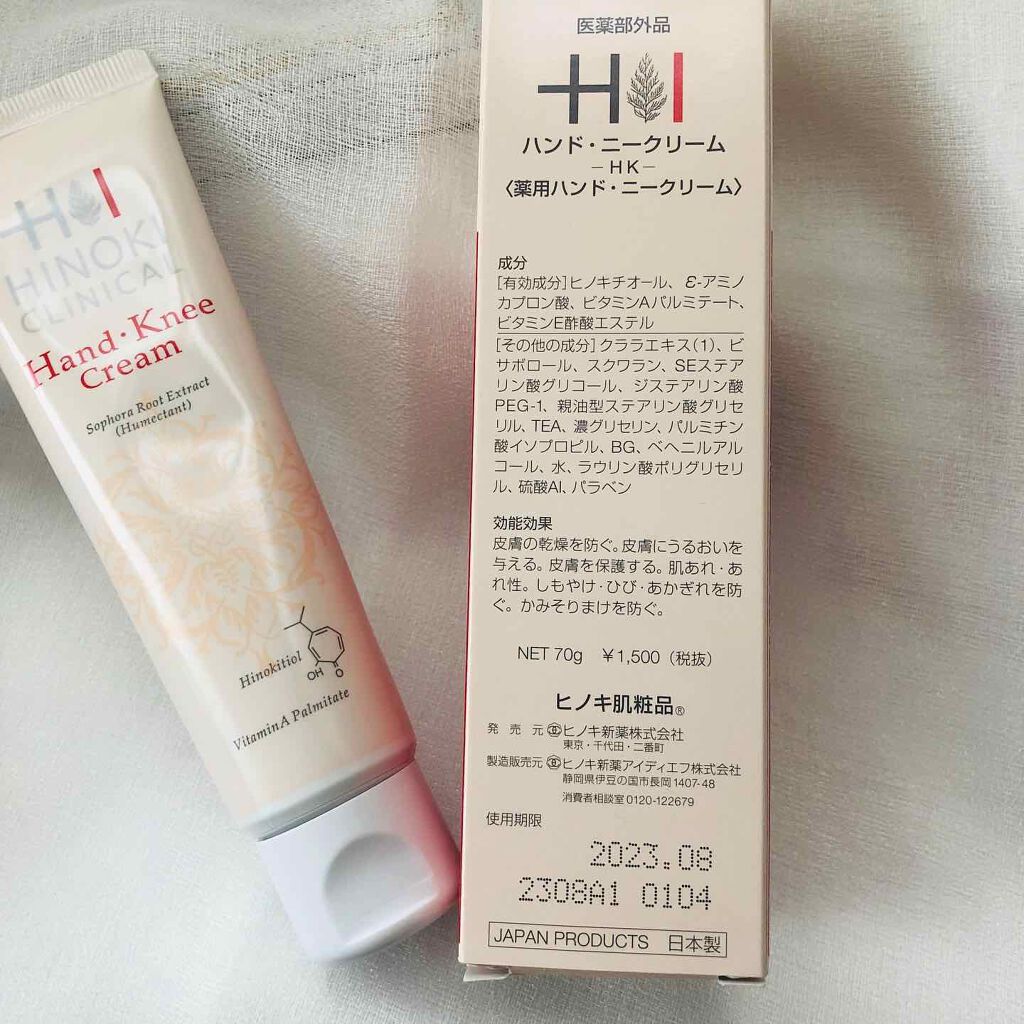 HINOKI
CLINICAL
Hand・Knee
Cream
Sophora Root Extract
(Humectant)
Hinokitiol
OH
O
Vitamin A Palmitate
医薬部外品
ハンド・ニークリーム
−HK−
〈薬用ハンド・ニークリーム〉
成分
[有効成分]ヒノキチオール、ε-アミノ
カプロン酸、ビタミンAパルミテート、
ビタミンE酢酸エステル
[その他の成分]クララエキス(1)、ビ
サボロール、スクワラン、SEステア
リン酸グリコール、ジステアリン酸
PEG-1、親油型ステアリン酸グリセ
リル、TEA、濃グリセリン、パルミチン
酸イソプロピル、BG、ベヘニルアル
コール、水、ラウリン酸ポリグリセリ
ル、硫酸Al、パラベン
効能効果
皮膚の乾燥を防ぐ。皮膚にうるおいを
与える。皮膚を保護する。肌あれ・あ
れ性。しもやけ・ひび・あかぎれを防
ぐ。かみそりまけを防ぐ。
NET 70g ¥1,500（税抜）
ヒノキ肌粧品®
発売元 ヒノキ新薬株式会社
東京・千代田・二番町
製造販売元 ヒノキ新薬アイディエフ株式会社
静岡県伊豆の国市長岡1407-48
消費者相談室0120-122679
使用期限
2023.08
2308A1 0104
JAPAN PRODUCTS 日本製